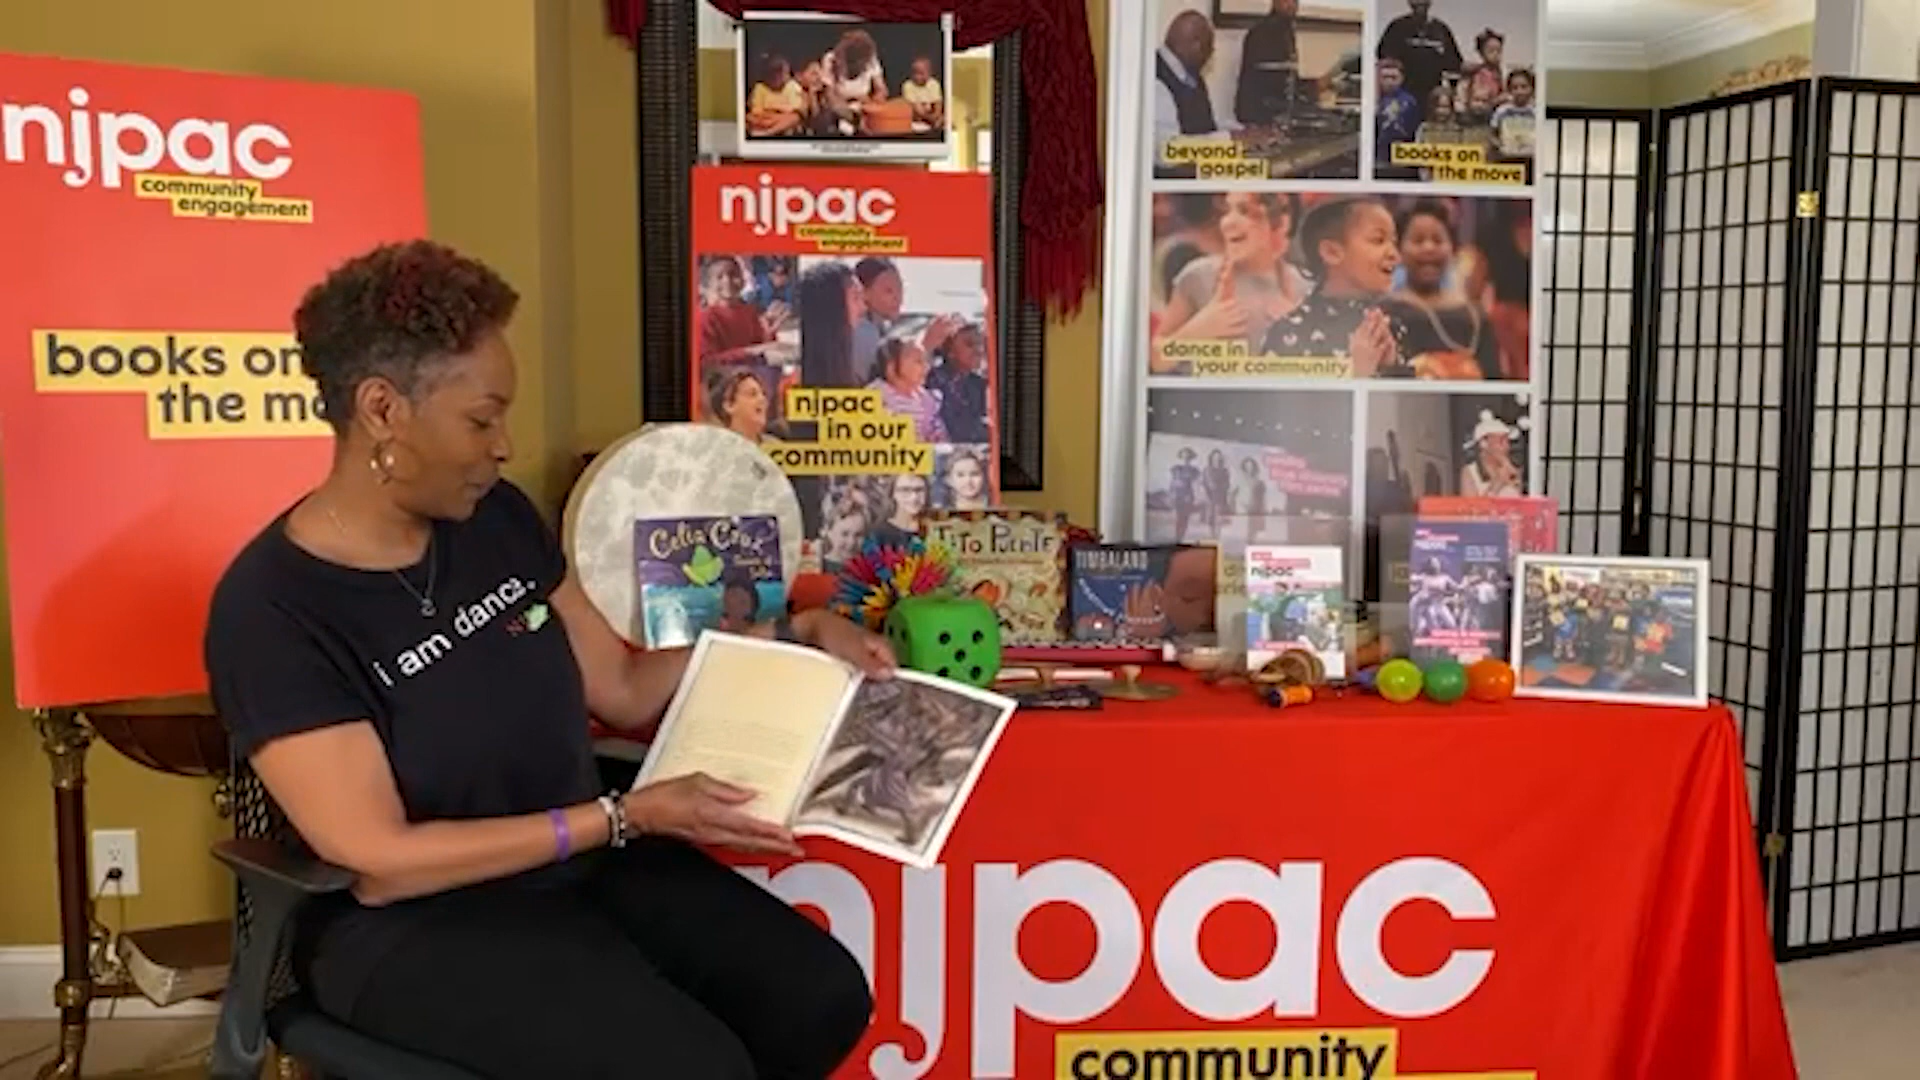 njpac
community
engagement
books on
the mo
i am dance.
njpac
community
engagement
njpac
in our
community
Celia Cruz
Tito Puente
TIMBALAND
njpac
beyond
gospel
books on
the move
dance in
your community
njpac
community